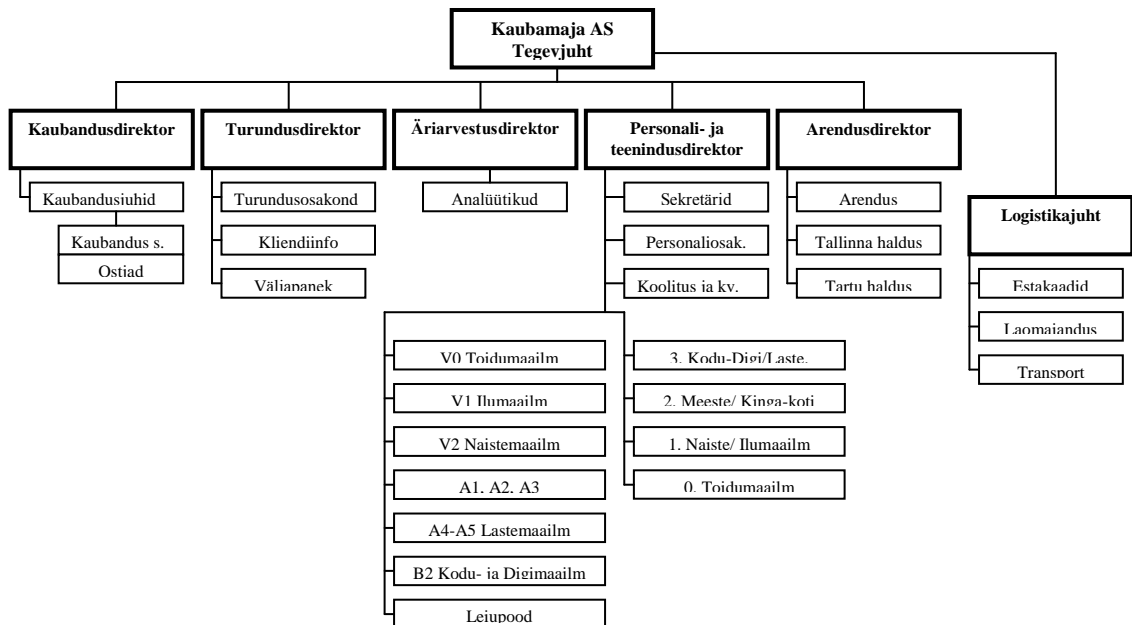 Kaubamaja AS
Tegevjuht
Kaubandusdirektor
Turundusdirektor
Äriarvestusdirektor
Personali- ja
teenindusdirektor
Arendusdirektor
Logistikajuht
Kaubandusjuhid
Kaubandus s.
Ostjad
Turundusosakond
Kliendiinfo
Väljapanek
Analüütikud
Sekretärid
Personaliosak.
Koolitus ja kv.
Arendus
Tallinna haldus
Tartu haldus
Estakaadid
Laomajandus
Transport
V0 Toidumaailm
V1 Ilumaailm
V2 Naistemaailm
A1, A2, A3
A4-A5 Lastemaailm
B2 Kodu- ja Digimaailm
Leiupood
3. Kodu-Digi/Laste.
2. Meeste/ Kinga-koti
1. Naiste/ Ilumaailm
0. Toidumaailm